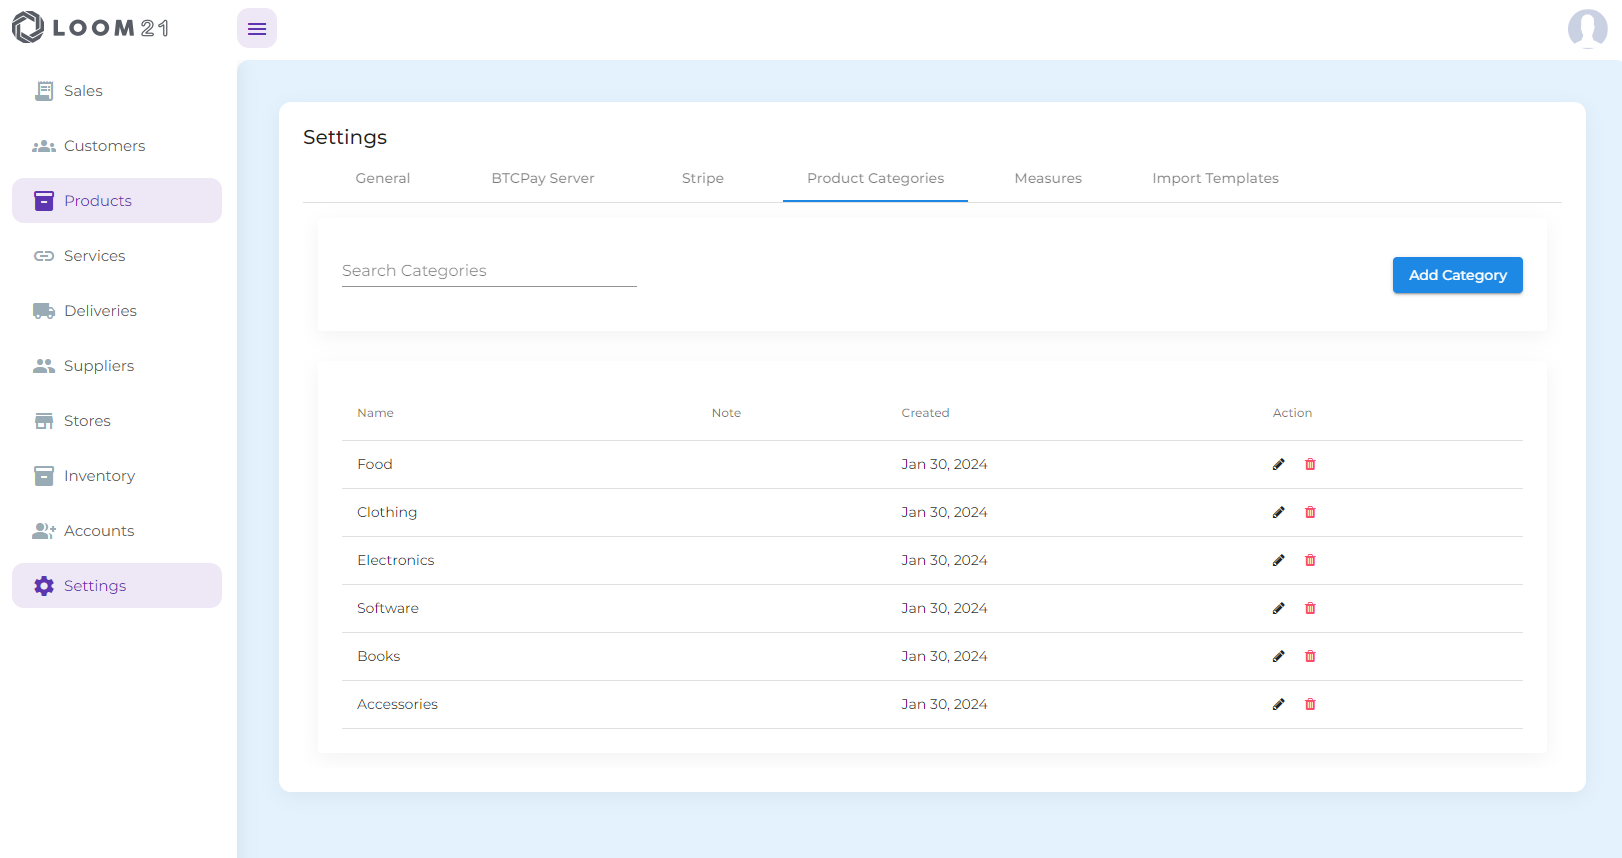 LOOM21
Sales
Customers
Products
Services
Deliveries
Suppliers
Stores
Inventory
Accounts
Settings
Settings
General BTCPay Server Stripe Product Categories Measures Import Templates
Search Categories
Add Category
Name Note Created Action
Food Jan 30, 2024
Clothing Jan 30, 2024
Electronics Jan 30, 2024
Software Jan 30, 2024
Books Jan 30, 2024
Accessories Jan 30, 2024